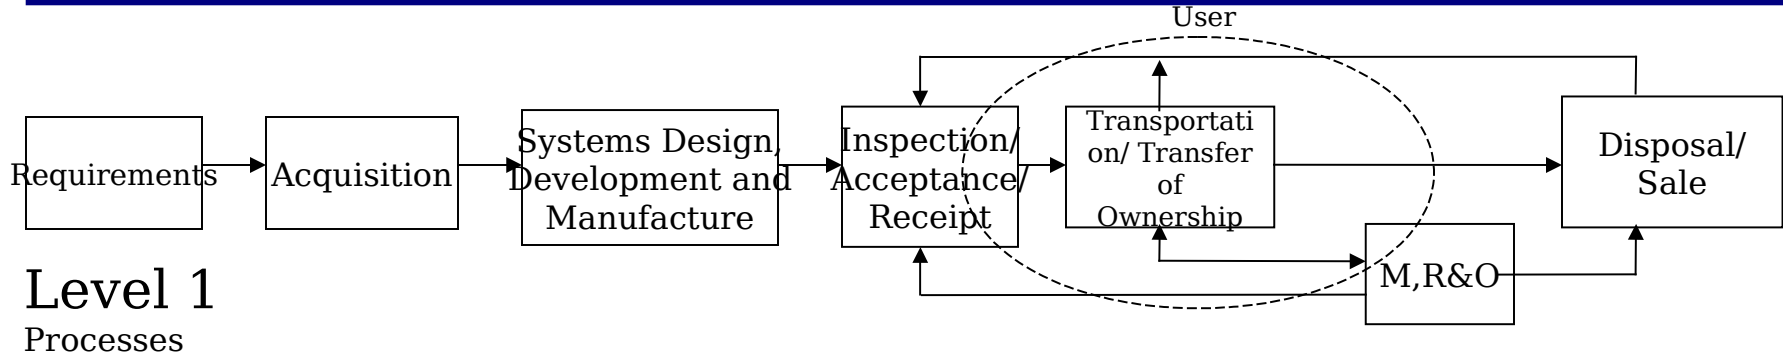 User
Requirements
Acquisition
Systems Design,
Development and
Manufacture
Inspection/
Acceptance/
Receipt
Transportati
on/ Transfer
of
Ownership
Disposal/
Sale
M,R&O
Level 1
Processes